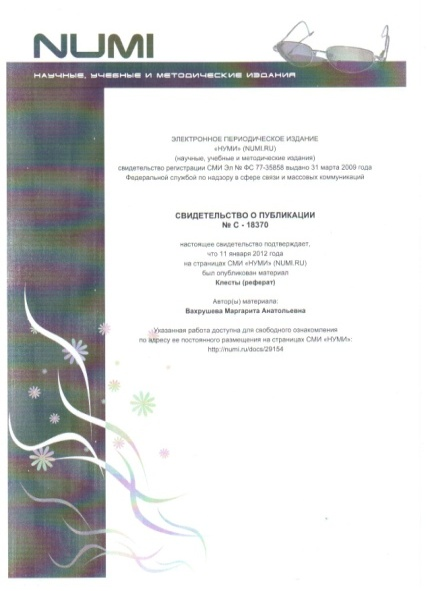 NUMI
НАУЧНЫЕ, УЧЕБНЫЕ И МЕТОДИЧЕСКИЕ ИЗДАНИЯ
ЭЛЕКТРОННОЕ ПЕРИОДИЧЕСКОЕ ИЗДАНИЕ
«НУМИ» (NUMI.RU)
(научные, учебные и методические издания)
свидетельство регистрации СМИ Эл № ФС 77-35858 выдано 31 марта 2009 года
Федеральной службой по надзору в сфере связи и массовых коммуникаций
СВИДЕТЕЛЬСТВО О ПУБЛИКАЦИИ
№ С - 18370
настоящее свидетельство подтверждает,
что 11 января 2012 года
на страницах СМИ «НУМИ» (NUMI.RU)
был опубликован материал
Клесты (реферат)
Автор(ы) материала:
Вахрушева Маргарита Анатольевна
Указанная работа доступна для свободного ознакомления
по адресу ее постоянного размещения на страницах СМИ «НУМИ»:
http://numi.ru/docs/29154